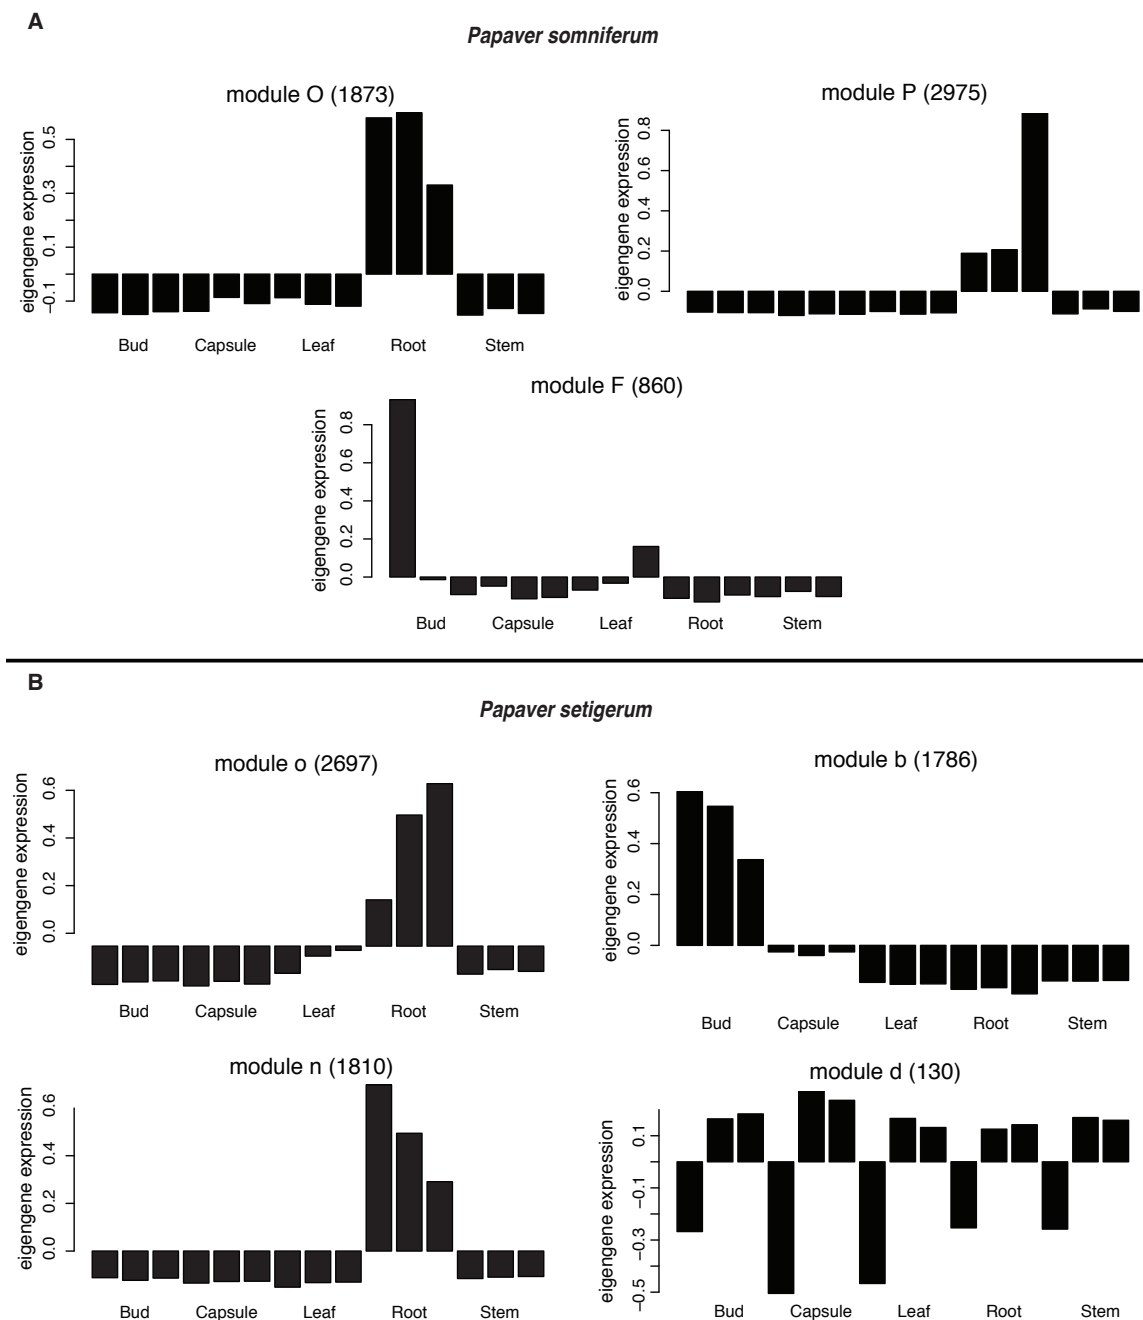 A
Papaver somniferum
module O (1873)
eigengene expression
0.5
0.3
0.1
−0.1
Bud Capsule Leaf Root Stem
module P (2975)
eigengene expression
0.8
0.6
0.4
0.2
0.0
module F (860)
eigengene expression
0.8
0.6
0.4
0.2
0.0
Bud Capsule Leaf Root Stem
B
Papaver setigerum
module o (2697)
eigengene expression
0.6
0.4
0.2
0.0
Bud Capsule Leaf Root Stem
module b (1786)
eigengene expression
0.6
0.4
0.2
0.0
Bud Capsule Leaf Root Stem
module n (1810)
eigengene expression
0.6
0.4
0.2
0.0
Bud Capsule Leaf Root Stem
module d (130)
eigengene expression
0.1
−0.1
−0.3
−0.5
Bud Capsule Leaf Root Stem